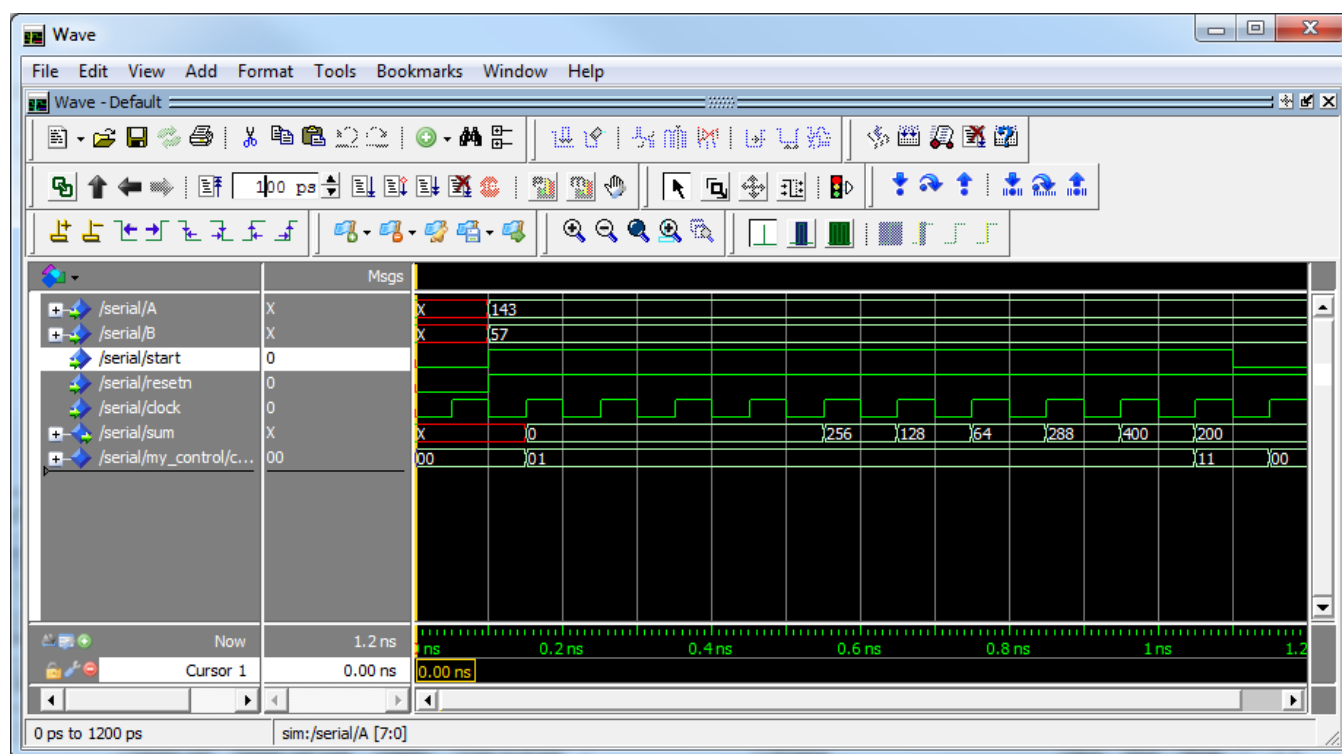 Wave
File Edit View Add Format Tools Bookmarks Window Help
Wave - Default
100 ps
Msgs
/serial/A X X 143
/serial/B X X 57
/serial/start 0
/serial/resetn 0
/serial/clock 0
/serial/sum X X 0 256 128 64 288 400 200
/serial/my_control/c... 00 00 01 11 00
Now 1.2 ns ns 0.2 ns 0.4 ns 0.6 ns 0.8 ns 1 ns 1.2
Cursor 1 0.00 ns 0.00 ns
0 ps to 1200 ps sim:/serial/A [7:0]